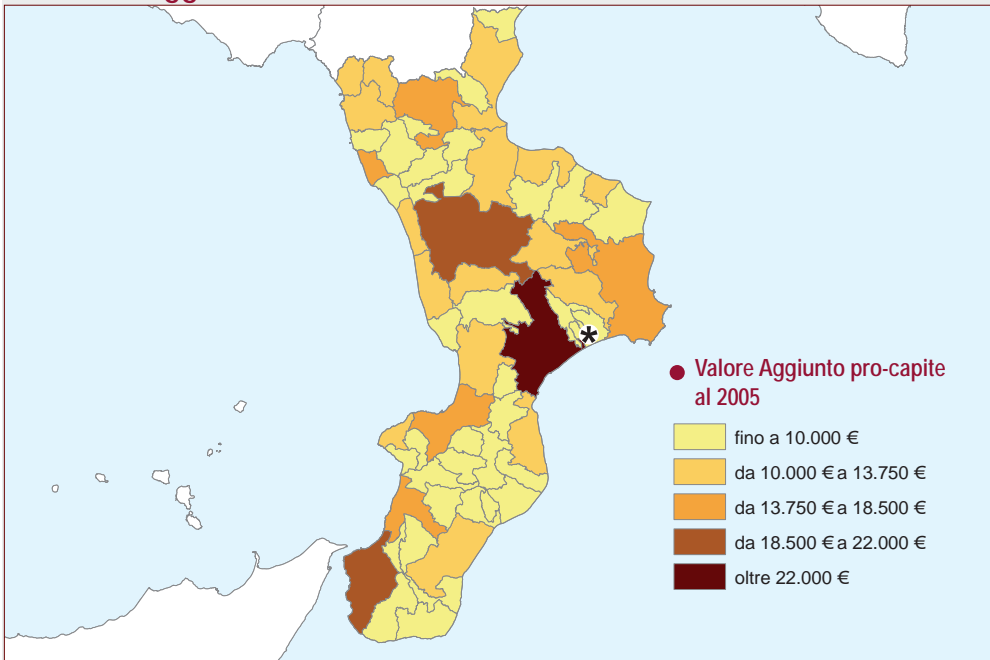 Valore Aggiunto pro-capite
al 2005
fino a 10.000 €
da 10.000 € a 13.750 €
da 13.750 € a 18.500 €
da 18.500 € a 22.000 €
oltre 22.000 €
*